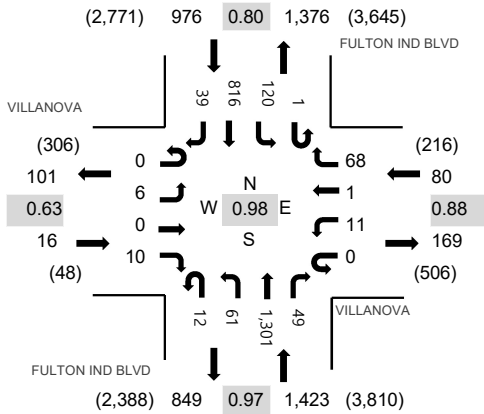 (2,771) 976 0.80 1,376 (3,645)
FULTON IND BLVD
39 816 120 1
VILLANOVA
(306) 0 68 (216)
101 6 N 1 80
0.63 W 0.98 E 0.88
16 0 S 11 169
(48) 10 0 (506)
12 61 1,301 49
VILLANOVA
FULTON IND BLVD
(2,388) 849 0.97 1,423 (3,810)